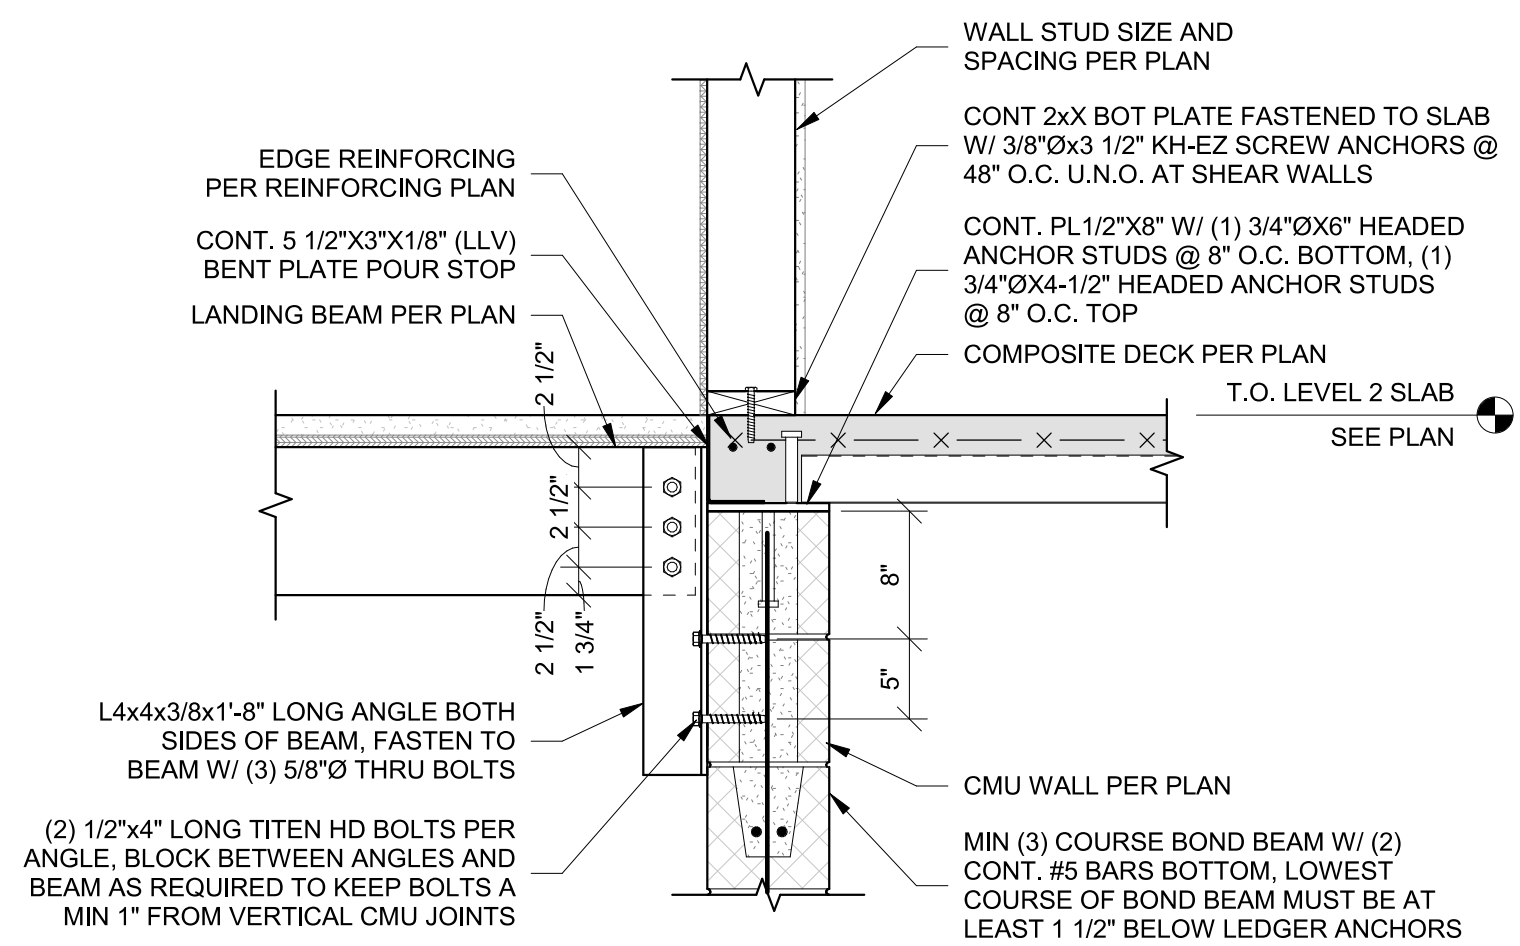 WALL STUD SIZE AND
SPACING PER PLAN
CONT 2xX BOT PLATE FASTENED TO SLAB
W/ 3/8"Øx3 1/2" KH-EZ SCREW ANCHORS @
48" O.C. U.N.O. AT SHEAR WALLS
EDGE REINFORCING
PER REINFORCING PLAN
CONT. 5 1/2"X3"X1/8" (LLV)
BENT PLATE POUR STOP
LANDING BEAM PER PLAN
CONT. PL1/2"X8" W/ (1) 3/4"ØX6" HEADED
ANCHOR STUDS @ 8" O.C. BOTTOM, (1)
3/4"ØX4-1/2" HEADED ANCHOR STUDS
@ 8" O.C. TOP
COMPOSITE DECK PER PLAN
T.O. LEVEL 2 SLAB
SEE PLAN
2 1/2"
2 1/2"
2 1/2"
1 3/4"
8"
5"
L4x4x3/8x1'-8" LONG ANGLE BOTH
SIDES OF BEAM, FASTEN TO
BEAM W/ (3) 5/8"Ø THRU BOLTS
(2) 1/2"x4" LONG TITEN HD BOLTS PER
ANGLE, BLOCK BETWEEN ANGLES AND
BEAM AS REQUIRED TO KEEP BOLTS A
MIN 1" FROM VERTICAL CMU JOINTS
CMU WALL PER PLAN
MIN (3) COURSE BOND BEAM W/ (2)
CONT. #5 BARS BOTTOM, LOWEST
COURSE OF BOND BEAM MUST BE AT
LEAST 1 1/2" BELOW LEDGER ANCHORS